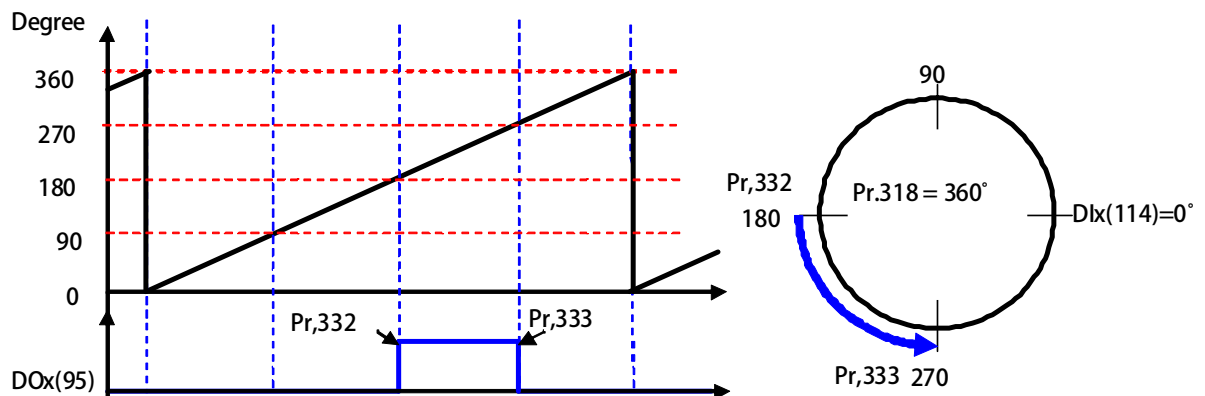 Degree
360
270
180
90
0
Pr,332
Pr,333
DOx(95)
90
Pr,332
180
Pr.318 = 360°
DIx(114)=0°
Pr,333 270